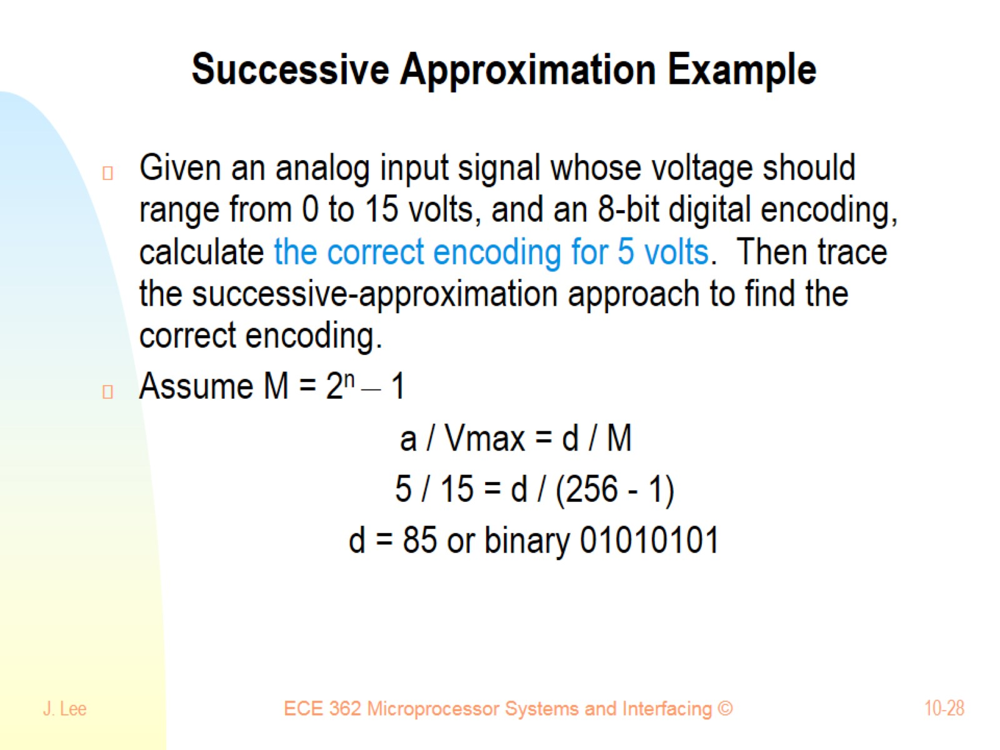 Successive Approximation Example
Given an analog input signal whose voltage should
range from 0 to 15 volts, and an 8-bit digital encoding,
calculate the correct encoding for 5 volts. Then trace
the successive-approximation approach to find the
correct encoding.
Assume M = 2ⁿ – 1
a / Vmax = d / M
5 / 15 = d / (256 - 1)
d = 85 or binary 01010101
J. Lee
ECE 362 Microprocessor Systems and Interfacing ©
10-28